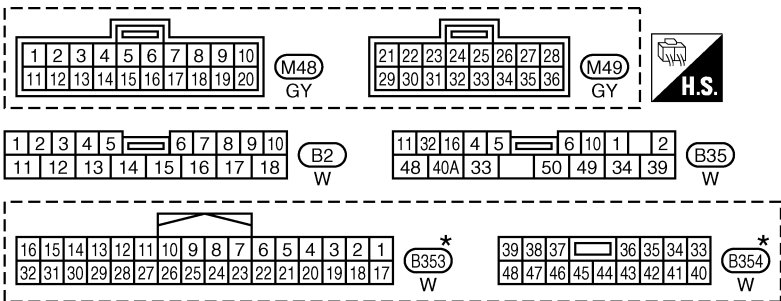 1 2 3 4 5 6 7 8 9 10
11 12 13 14 15 16 17 18 19 20
M48
GY
21 22 23 24 25 26 27 28
29 30 31 32 33 34 35 36
M49
GY
H.S.
1 2 3 4 5 6 7 8 9 10
11 12 13 14 15 16 17 18
B2
W
11 32 16 4 5 6 10 1 2
48 40A 33 50 49 34 39
B35
W
16 15 14 13 12 11 10 9 8 7 6 5 4 3 2 1
32 31 30 29 28 27 26 25 24 23 22 21 20 19 18 17
B353 *
W
39 38 37 36 35 34 33
48 47 46 45 44 43 42 41 40
B354 *
W